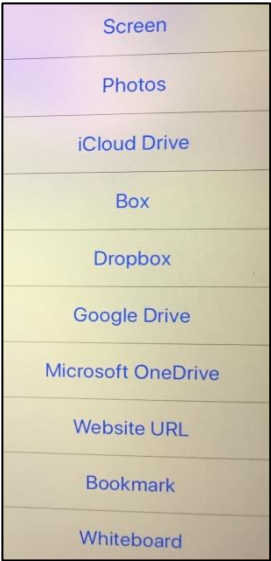 Screen
Photos
iCloud Drive
Box
Dropbox
Google Drive
Microsoft OneDrive
Website URL
Bookmark
Whiteboard